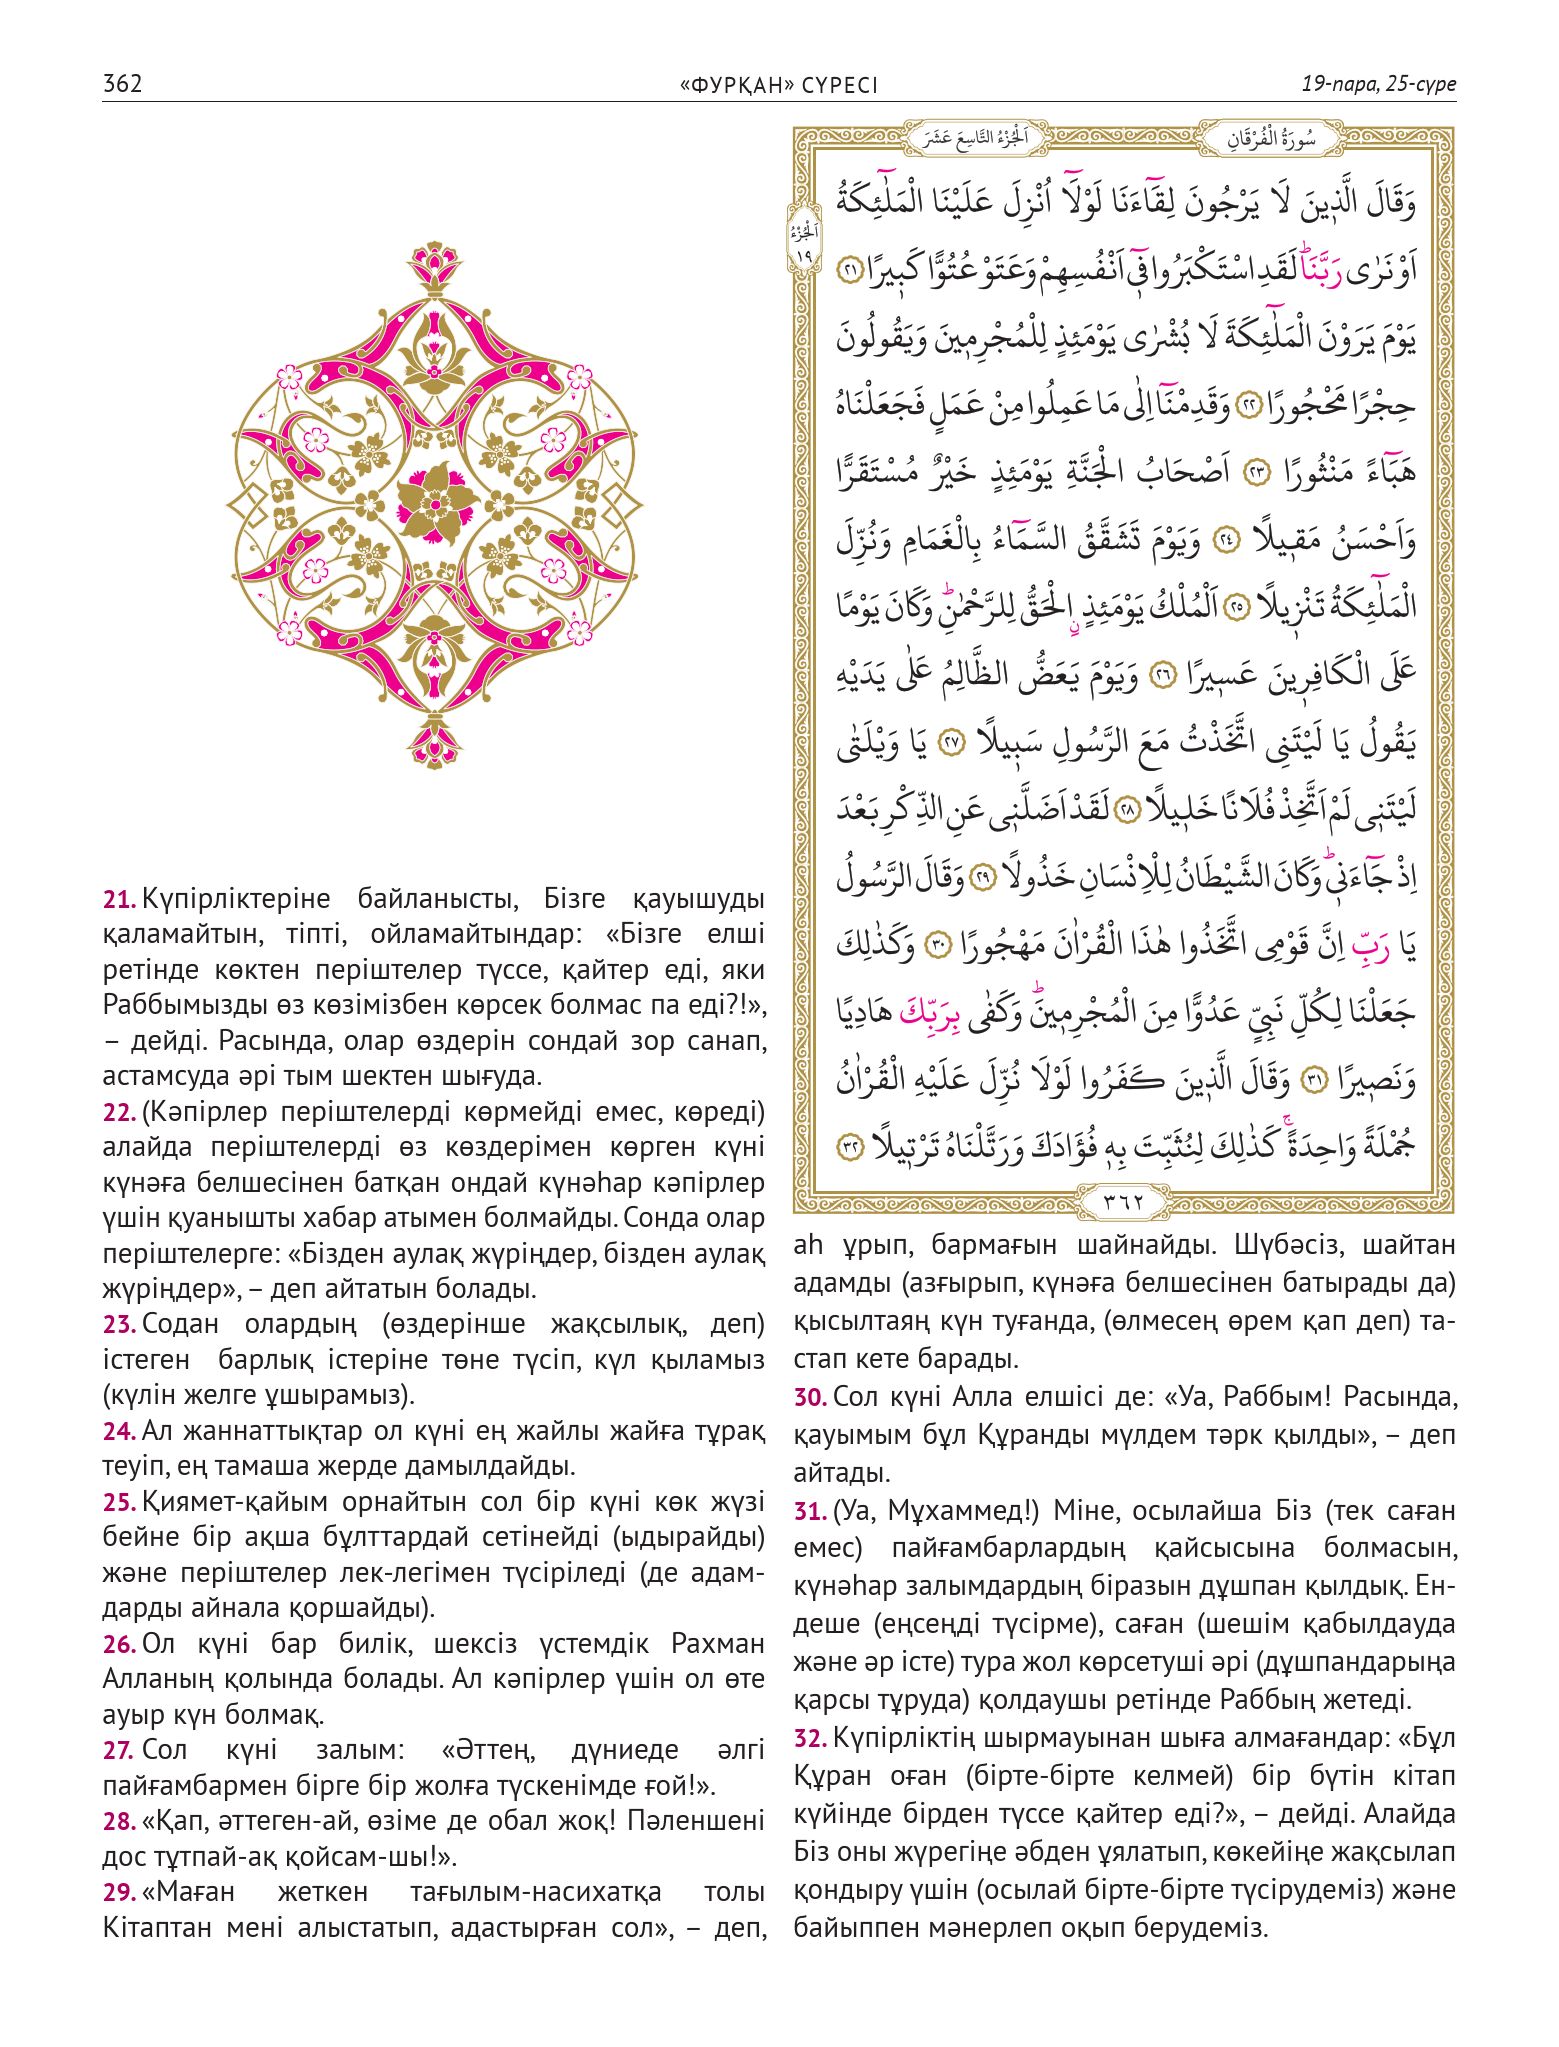 362
«ФУРҚАН» СҮРЕСІ
19-пара, 25-сүре
سُورَةُ الْفُرْقَانِ
اَلْجُزْءُ التَّاسِعَ عَشَرَ
اَلْجُزْءُ
١٩
وَقَالَ الَّذ۪ينَ لَا يَرْجُونَ لِقَٓاءَنَا لَوْلَٓا اُنْزِلَ عَلَيْنَا الْمَلٰٓئِكَةُ
اَوْ نَرٰى رَبَّنَاۜ لَقَدِ اسْتَكْبَرُوا ف۪ٓي اَنْفُسِهِمْ وَعَتَوْ عُتُوًّا كَب۪يرًا ﴿٢١﴾
يَوْمَ يَرَوْنَ الْمَلٰٓئِكَةَ لَا بُشْرٰى يَوْمَئِذٍ لِلْمُجْرِم۪ينَ وَيَقُولُونَ
حِجْرًا مَحْجُورًا ﴿٢٢﴾ وَقَدِمْنَٓا اِلٰى مَا عَمِلُوا مِنْ عَمَلٍ فَجَعَلْنَاهُ
هَبَٓاءً مَنْثُورًا ﴿٢٣﴾ اَصْحَابُ الْجَنَّةِ يَوْمَئِذٍ خَيْرٌ مُسْتَقَرًّا
وَاَحْسَنُ مَق۪يلًا ﴿٢٤﴾ وَيَوْمَ تَشَقَّقُ السَّمَٓاءُ بِالْغَمَامِ وَنُزِّلَ
الْمَلٰٓئِكَةُ تَنْز۪يلًا ﴿٢٥﴾ اَلْمُلْكُ يَوْمَئِذٍۨ الْحَقُّ لِلرَّحْمٰنِۜ وَكَانَ يَوْمًا
عَلَى الْكَافِر۪ينَ عَس۪يرًا ﴿٢٦﴾ وَيَوْمَ يَعَضُّ الظَّالِمُ عَلٰى يَدَيْهِ
يَقُولُ يَا لَيْتَنِى اتَّخَذْتُ مَعَ الرَّسُولِ سَب۪يلًا ﴿٢٧﴾ يَا وَيْلَتٰى
لَيْتَن۪ى لَمْ اَتَّخِذْ فُلَانًا خَل۪يلًا ﴿٢٨﴾ لَقَدْ اَضَلَّن۪ى عَنِ الذِّكْرِ بَعْدَ
اِذْ جَٓاءَن۪ىۜ وَكَانَ الشَّيْطَانُ لِلْاِنْسَانِ خَذُولًا ﴿٢٩﴾ وَقَالَ الرَّسُولُ
يَا رَبِّ اِنَّ قَوْمِى اتَّخَذُوا هٰذَا الْقُرْاٰنَ مَهْجُورًا ﴿٣٠﴾ وَكَذٰلِكَ
جَعَلْنَا لِكُلِّ نَبِيٍّ عَدُوًّا مِنَ الْمُجْرِم۪ينَۜ وَكَفٰى بِرَبِّكَ هَادِيًا
وَنَص۪يرًا ﴿٣١﴾ وَقَالَ الَّذ۪ينَ كَفَرُوا لَوْلَا نُزِّلَ عَلَيْهِ الْقُرْاٰنُ
جُمْلَةً وَاحِدَةًۚ كَذٰلِكَ لِنُثَبِّتَ بِه۪ فُؤَادَكَ وَرَتَّلْنَاهُ تَرْت۪يلًا ﴿٣٢﴾
٣٦٢
21. Күпірліктеріне байланысты, Бізге қауышуды
қаламайтын, тіпті, ойламайтындар: «Бізге елші
ретінде көктен періштелер түссе, қайтер еді, яки
Раббымызды өз көзімізбен көрсек болмас па еді?!»,
– дейді. Расында, олар өздерін сондай зор санап,
астамсуда әрі тым шектен шығуда.
22. (Кәпірлер періштелерді көрмейді емес, көреді)
алайда періштелерді өз көздерімен көрген күні
күнәға белшесінен батқан ондай күнәһар кәпірлер
үшін қуанышты хабар атымен болмайды. Сонда олар
періштелерге: «Бізден аулақ жүріңдер, бізден аулақ
жүріңдер», – деп айтатын болады.
23. Содан олардың (өздерінше жақсылық, деп)
істеген барлық істеріне төне түсіп, күл қыламыз
(күлін желге ұшырамыз).
24. Ал жаннаттықтар ол күні ең жайлы жайға тұрақ
теуіп, ең тамаша жерде дамылдайды.
25. Қиямет-қайым орнайтын сол бір күні көк жүзі
бейне бір ақша бұлттардай сетінейді (ыдырайды)
және періштелер лек-легімен түсіріледі (де адам-
дарды айнала қоршайды).
26. Ол күні бар билік, шексіз үстемдік Рахман
Алланың қолында болады. Ал кәпірлер үшін ол өте
ауыр күн болмақ.
27. Сол күні залым: «Әттең, дүниеде әлгі
пайғамбармен бірге бір жолға түскенімде ғой!».
28. «Қап, әттеген-ай, өзіме де обал жоқ! Пәленшені
дос тұтпай-ақ қойсам-шы!».
29. «Маған жеткен тағылым-насихатқа толы
Кітаптан мені алыстатып, адастырған сол», – деп,
аһ ұрып, бармағын шайнайды. Шүбәсіз, шайтан
адамды (азғырып, күнәға белшесінен батырады да)
қысылтаяң күн туғанда, (өлмесең өрем қап деп) та-
стап кете барады.
30. Сол күні Алла елшісі де: «Уа, Раббым! Расында,
қауымым бұл Құранды мүлдем тәрк қылды», – деп
айтады.
31. (Уа, Мұхаммед!) Міне, осылайша Біз (тек саған
емес) пайғамбарлардың қайсысына болмасын,
күнәһар залымдардың біразын дұшпан қылдық. Ен-
деше (еңсеңді түсірме), саған (шешім қабылдауда
және әр істе) тура жол көрсетуші әрі (дұшпандарыңа
қарсы тұруда) қолдаушы ретінде Раббың жетеді.
32. Күпірліктің шырмауынан шыға алмағандар: «Бұл
Құран оған (бірте-бірте келмей) бір бүтін кітап
күйінде бірден түссе қайтер еді?», – дейді. Алайда
Біз оны жүрегіңе әбден ұялатып, көкейіңе жақсылап
қондыру үшін (осылай бірте-бірте түсірудеміз) және
байыппен мәнерлеп оқып берудеміз.